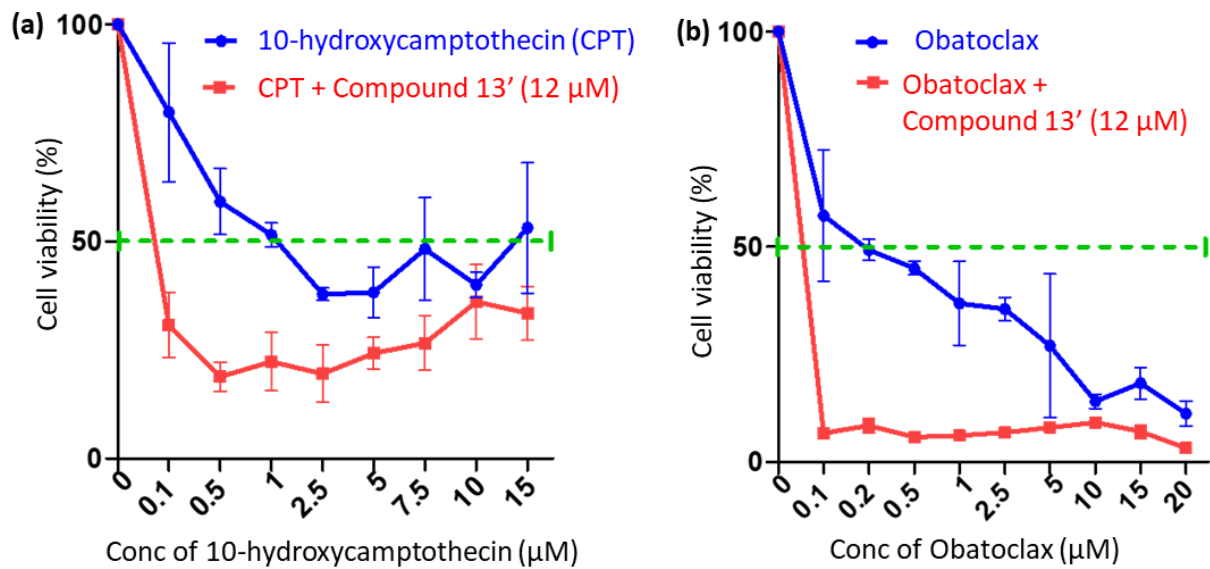 (a)
10-hydroxycamptothecin (CPT)
CPT + Compound 13’ (12 µM)
Cell viability (%)
100
50
0
0 0.1 0.5 1 2.5 5 7.5 10 15
Conc of 10-hydroxycamptothecin (µM)
(b)
Obatoclax
Obatoclax +
Compound 13’ (12 µM)
Cell viability (%)
100
50
0
0 0.1 0.2 0.5 1 2.5 5 10 15 20
Conc of Obatoclax (µM)